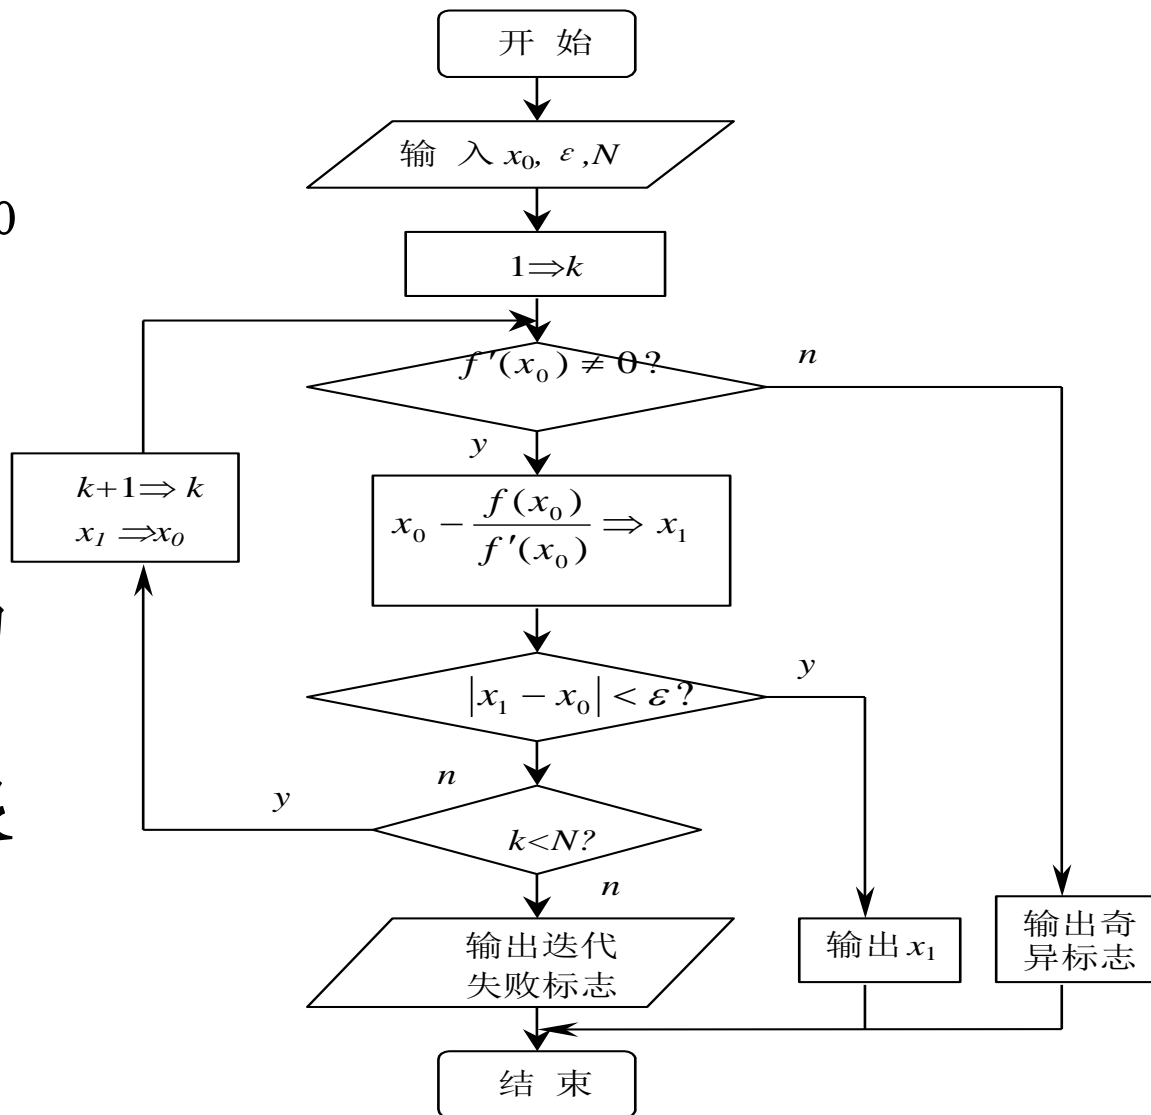 开 始
输 入 x₀, ε,N
0
1⇒k
f′(x₀) ≠ 0?
n
y
k+1⇒k
x₁⇒x₀
x₀ − f(x₀)/f′(x₀) ⇒ x₁
|x₁ − x₀| < ε?
y
n
y
k<N?
n
输出迭代
失败标志
输出 x₁
输出奇
异标志
结 束